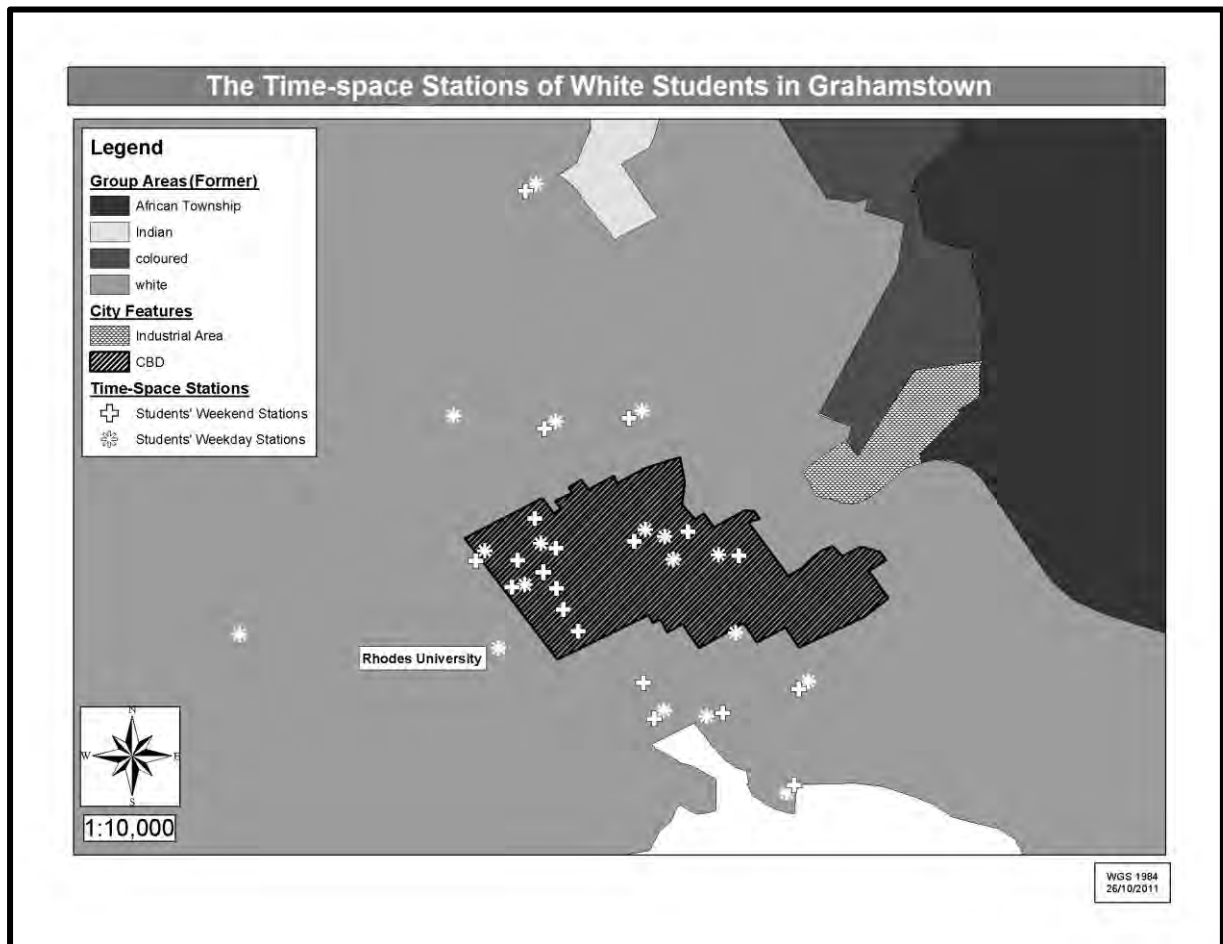 The Time-space Stations of White Students in Grahamstown
Legend
Group Areas (Former)
African Township
Indian
coloured
white
City Features
Industrial Area
CBD
Time-Space Stations
Students' Weekend Stations
Students' Weekday Stations
Rhodes University
N
W E
S
1:10,000
WGS 1984
26/10/2011